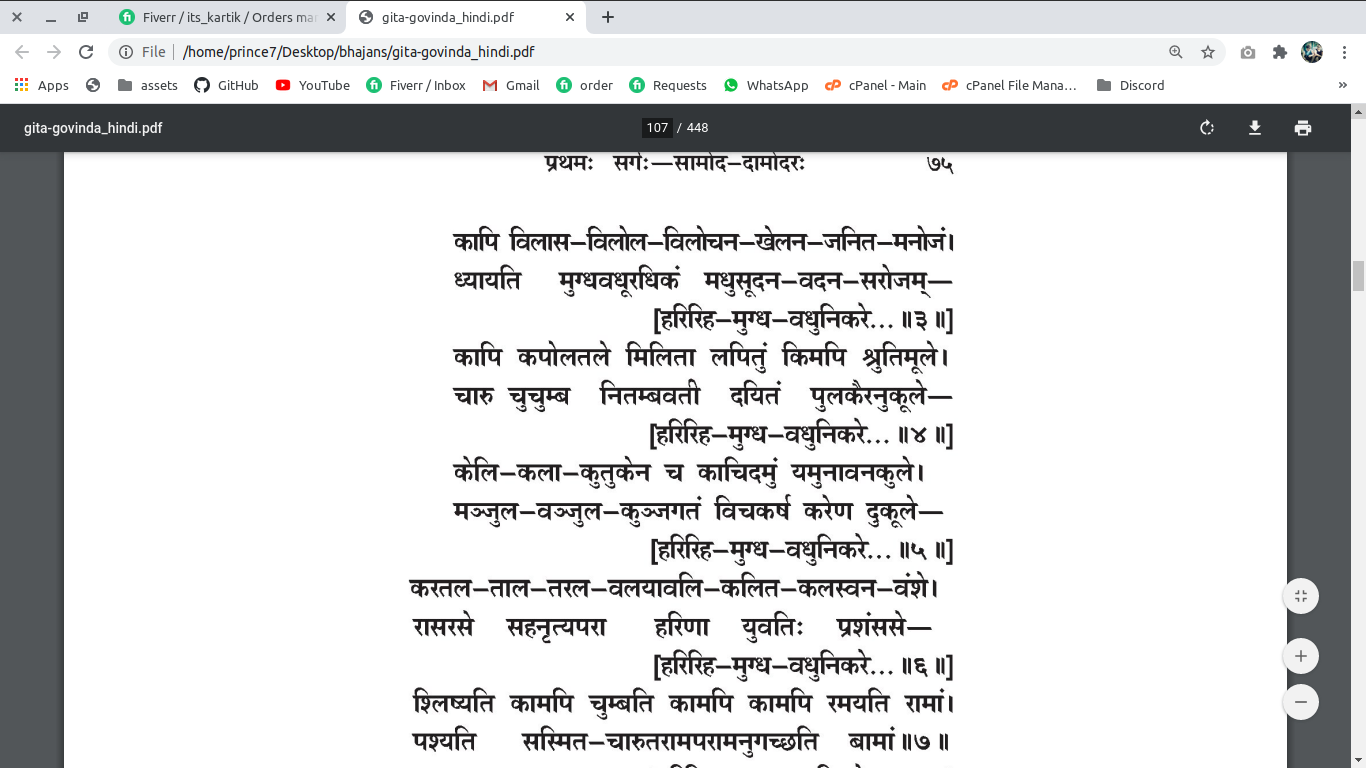 Fiverr / its_kartik / Orders ma
gita-govinda_hindi.pdf
File /home/prince7/Desktop/bhajans/gita-govinda_hindi.pdf
Apps assets GitHub YouTube Fiverr / Inbox Gmail order Requests WhatsApp cPanel - Main cPanel File Mana… Discord »
gita-govinda_hindi.pdf 107 / 448
प्रथमः सर्गः—सामोद-दामोदरः ७५
कापि विलास-विलोल-विलोचन-खेलन-जनित-मनोजं।
ध्यायति मुग्धवधूरधिकं मधुसूदन-वदन-सरोजम्—
[हरिरिह-मुग्ध-वधुनिकरे...॥३॥]
कापि कपोलतले मिलिता लपितुं किमपि श्रुतिमूले।
चारु चुचुम्ब नितम्बवती दयितं पुलकैरनुकूले—
[हरिरिह-मुग्ध-वधुनिकरे...॥४॥]
केलि-कला-कुतुकेन च काचिदमुं यमुनावनकुले।
मञ्जुल-वञ्जुल-कुञ्जगतं विचकर्ष करेण दुकूले—
[हरिरिह-मुग्ध-वधुनिकरे...॥५॥]
करतल-ताल-तरल-वलयावलि-कलित-कलस्वन-वंशे।
रासरसे सहनृत्यपरा हरिणा युवतिः प्रशंससे—
[हरिरिह-मुग्ध-वधुनिकरे...॥६॥]
श्लिष्यति कामपि चुम्बति कामपि कामपि रमयति रामां।
पश्यति सस्मित-चारुतरामपरामनुगच्छति बामां॥७॥